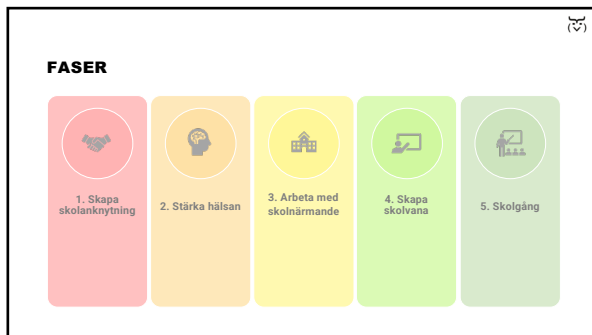 FASER
1. Skapa
skolanknytning
2. Stärka hälsan
3. Arbeta med
skolnärmande
4. Skapa
skolvana
5. Skolgång